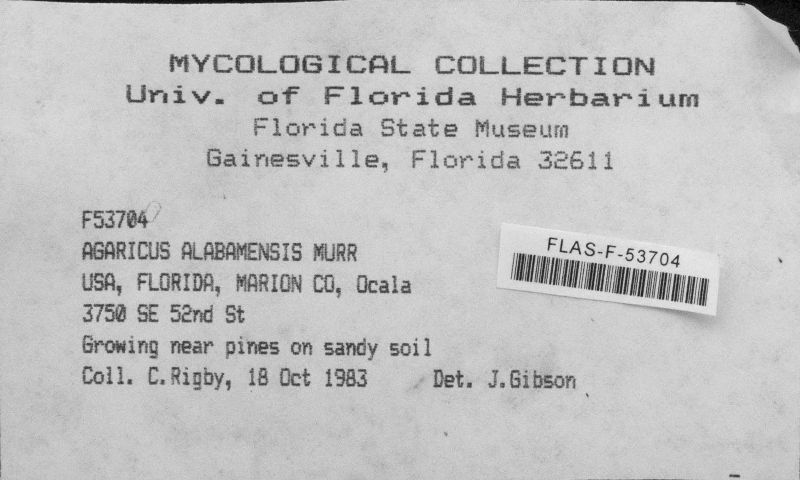 MYCOLOGICAL COLLECTION
Univ. of Florida Herbarium
Florida State Museum
Gainesville, Florida 32611
F53704
AGARICUS ALABAMENSIS MURR
USA, FLORIDA, MARION CO, Ocala
3750 SE 52nd St
Growing near pines on sandy soil
Coll. C.Rigby, 18 Oct 1983 Det. J.Gibson
FLAS-F-53704